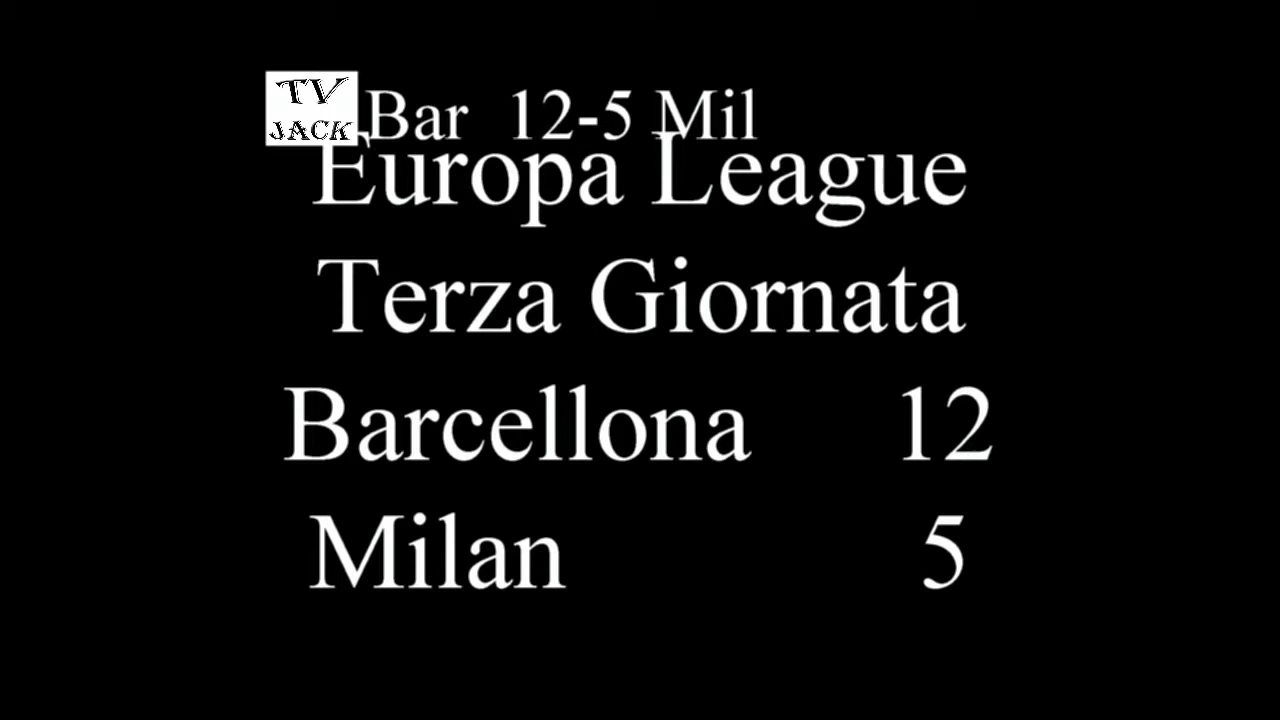 TV
JACK
Bar 12-5 Mil
Europa League
Terza Giornata
Barcellona 12
Milan 5